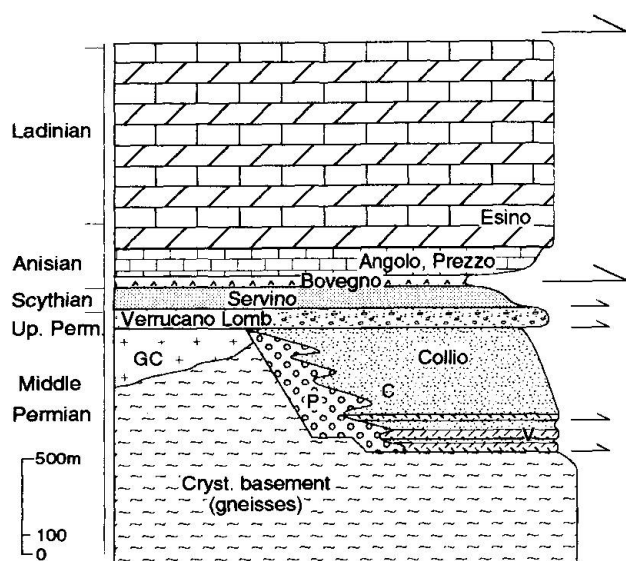 Ladinian
Esino
Anisian
Angolo, Prezzo
Bovegno
Scythian
Servino
Up. Perm.
Verrucano Lomb.
GC
Collio
Middle
Permian
C
P
V
500m
100
0
Cryst. basement
(gneisses)